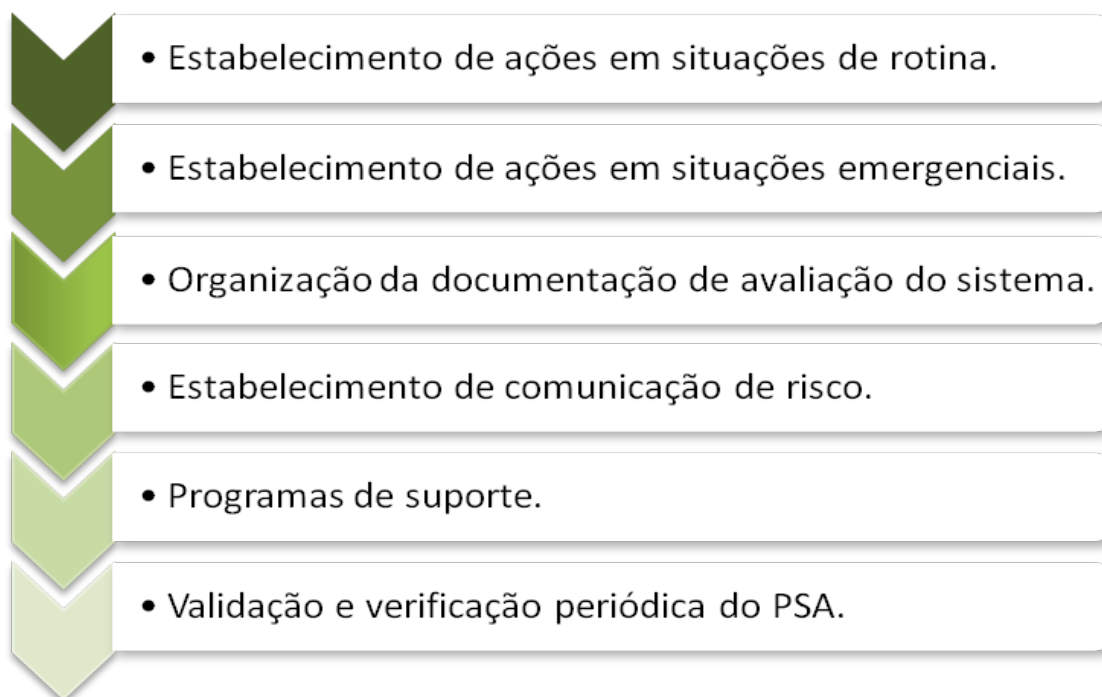 • Estabelecimento de ações em situações de rotina.
• Estabelecimento de ações em situações emergenciais.
• Organização da documentação de avaliação do sistema.
• Estabelecimento de comunicação de risco.
• Programas de suporte.
• Validação e verificação periódica do PSA.